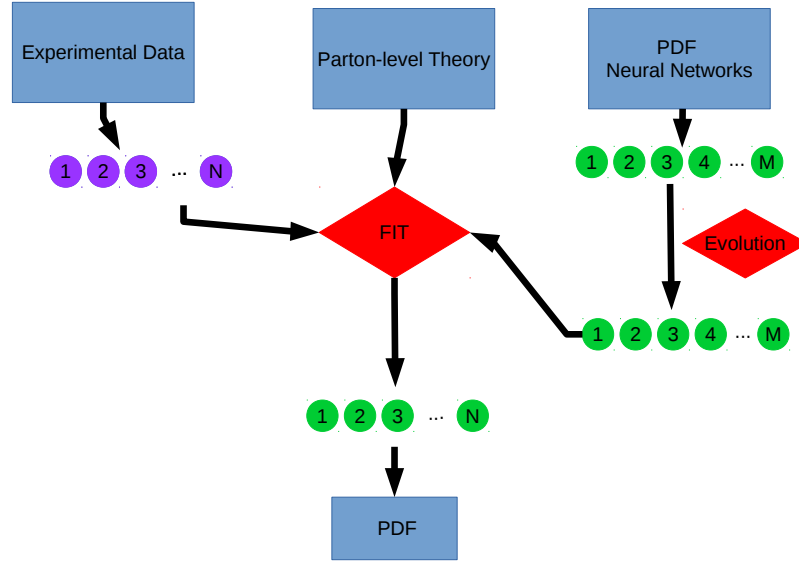 Experimental Data
Parton-level Theory
PDF
Neural Networks
1 2 3 ... N
1 2 3 4 ... M
FIT
Evolution
1 2 3 4 ... M
1 2 3 ... N
PDF